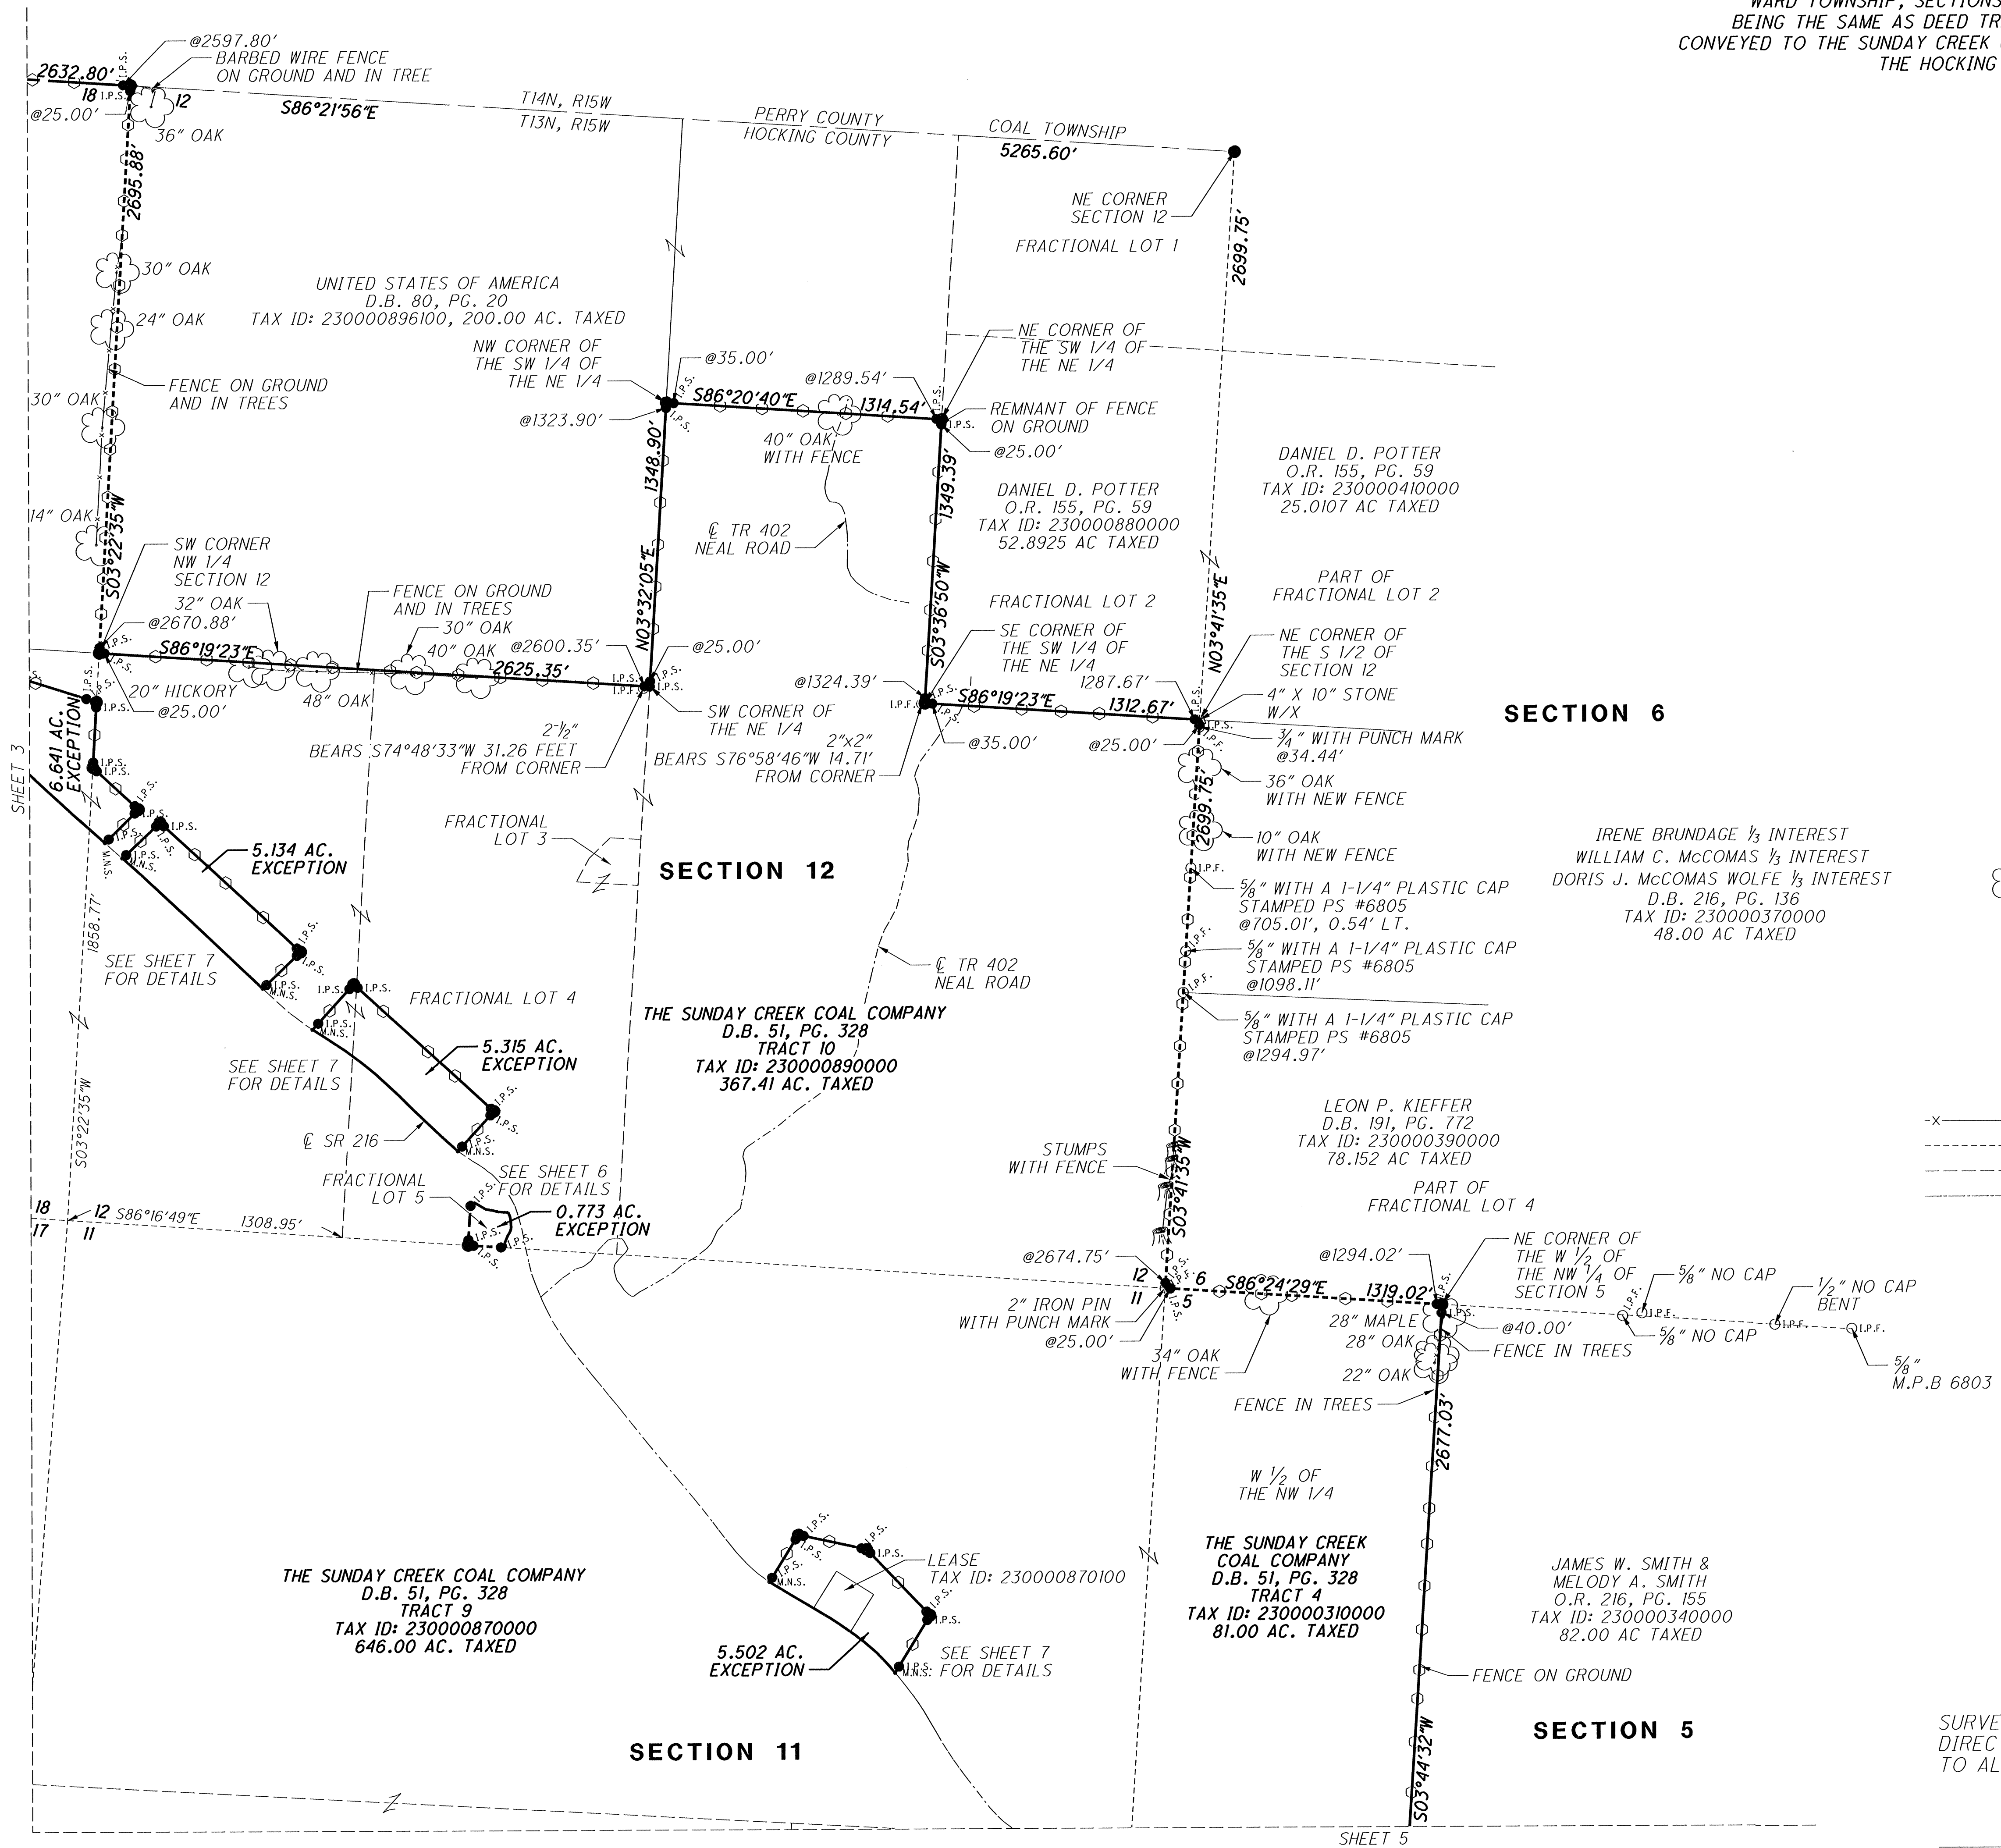 WARD TOWNSHIP, SECTIONS
BEING THE SAME AS DEED TR
CONVEYED TO THE SUNDAY CREEK
THE HOCKING
@2597.80'
BARBED WIRE FENCE
ON GROUND AND IN TREE
2632.80'
I.P.S.
18
I.P.S.
12
@25.00'
36" OAK
S86°21'56"E
T14N, R15W
T13N, R15W
PERRY COUNTY
HOCKING COUNTY
COAL TOWNSHIP
5265.60'
NE CORNER
SECTION 12
FRACTIONAL LOT 1
2699.75'
2695.88'
30" OAK
24" OAK
UNITED STATES OF AMERICA
D.B. 80, PG. 20
TAX ID: 230000896100, 200.00 AC. TAXED
NW CORNER OF
THE SW 1/4 OF
THE NE 1/4
@35.00'
@1323.90'
I.P.S.
I.P.S.
S86°20'40"E
1314.54'
@1289.54'
NE CORNER OF
THE SW 1/4 OF
THE NE 1/4
REMNANT OF FENCE
ON GROUND
I.P.S.
I.P.S.
@25.00'
40" OAK
WITH FENCE
FENCE ON GROUND
AND IN TREES
30" OAK
14" OAK
S03°22'35"W
1348.90'
N03°32'05"E
1349.39'
S03°36'50"W
℄ TR 402
NEAL ROAD
DANIEL D. POTTER
O.R. 155, PG. 59
TAX ID: 230000880000
52.8925 AC TAXED
DANIEL D. POTTER
O.R. 155, PG. 59
TAX ID: 230000410000
25.0107 AC TAXED
FRACTIONAL LOT 2
PART OF
FRACTIONAL LOT 2
N03°41'35"E
SW CORNER
NW 1/4
SECTION 12
32" OAK
@2670.88'
I.P.S.
I.P.S.
S86°19'23"E
FENCE ON GROUND
AND IN TREES
30" OAK
40" OAK
@2600.35'
@25.00'
2625.35'
I.P.S.
I.P.S.
I.P.F.
I.P.S.
20" HICKORY
@25.00'
48" OAK
SW CORNER OF
THE NE 1/4
2-½"
BEARS S74°48'33"W 31.26 FEET
FROM CORNER
SE CORNER OF
THE SW 1/4 OF
THE NE 1/4
@1324.39'
I.P.F.
I.P.S.
I.P.S.
S86°19'23"E
1287.67'
1312.67'
@35.00'
@25.00'
2"x2"
BEARS S76°58'46"W 14.71'
FROM CORNER
NE CORNER OF
THE S 1/2 OF
SECTION 12
4" X 10" STONE
W/X
I.P.S.
I.P.S.
I.P.F.
¾" WITH PUNCH MARK
@34.44'
36" OAK
WITH NEW FENCE
2699.75'
10" OAK
WITH NEW FENCE
I.P.F.
⅝" WITH A 1-1/4" PLASTIC CAP
STAMPED PS #6805
@705.01', 0.54' LT.
I.P.F.
⅝" WITH A 1-1/4" PLASTIC CAP
STAMPED PS #6805
@1098.11'
I.P.F.
⅝" WITH A 1-1/4" PLASTIC CAP
STAMPED PS #6805
@1294.97'
SECTION 6
IRENE BRUNDAGE ⅓ INTEREST
WILLIAM C. McCOMAS ⅓ INTEREST
DORIS J. McCOMAS WOLFE ⅓ INTEREST
D.B. 216, PG. 136
TAX ID: 230000370000
48.00 AC TAXED
SHEET 3
6.641 AC.
EXCEPTION
I.P.S.
I.P.S.
I.P.S.
I.P.S.
I.P.S.
I.P.S.
I.P.S.
M.N.S.
I.P.S.
I.P.S.
I.P.S.
M.N.S.
5.134 AC.
EXCEPTION
1858.77'
S03°22'35"W
SEE SHEET 7
FOR DETAILS
I.P.S.
I.P.S.
I.P.S.
M.N.S.
FRACTIONAL
LOT 3
SECTION 12
FRACTIONAL LOT 4
I.P.S.
I.P.S.
I.P.S.
M.N.S.
SEE SHEET 7
FOR DETAILS
5.315 AC.
EXCEPTION
I.P.S.
I.P.S.
I.P.S.
M.N.S.
℄ SR 216
℄ TR 402
NEAL ROAD
THE SUNDAY CREEK COAL COMPANY
D.B. 51, PG. 328
TRACT 10
TAX ID: 230000890000
367.41 AC. TAXED
FRACTIONAL
LOT 5
SEE SHEET 6
FOR DETAILS
0.773 AC.
EXCEPTION
I.P.S.
I.P.S.
I.P.S.
I.P.S.
18
12
17
11
S86°16'49"E
1308.95'
LEON P. KIEFFER
D.B. 191, PG. 772
TAX ID: 230000390000
78.152 AC TAXED
PART OF
FRACTIONAL LOT 4
STUMPS
WITH FENCE
S03°41'35"W
-X-
@2674.75'
I.P.S.
I.P.F.
I.P.S.
12
6
11
5
S86°24'29"E
@1294.02'
1319.02'
I.P.S.
I.P.S.
2" IRON PIN
WITH PUNCH MARK
@25.00'
34" OAK
WITH FENCE
28" MAPLE
28" OAK
22" OAK
NE CORNER OF
THE W ½ OF
THE NW ¼ OF
SECTION 5
@40.00'
FENCE IN TREES
FENCE IN TREES
⅝" NO CAP
I.P.F.
I.P.F.
⅝" NO CAP
½" NO CAP
BENT
I.P.F.
I.P.F.
⅝"
M.P.B 6803
2677.03'
W ½ OF
THE NW 1/4
THE SUNDAY CREEK
COAL COMPANY
D.B. 51, PG. 328
TRACT 4
TAX ID: 230000310000
81.00 AC. TAXED
JAMES W. SMITH &
MELODY A. SMITH
O.R. 216, PG. 155
TAX ID: 230000340000
82.00 AC TAXED
FENCE ON GROUND
S03°44'32"W
THE SUNDAY CREEK COAL COMPANY
D.B. 51, PG. 328
TRACT 9
TAX ID: 230000870000
646.00 AC. TAXED
I.P.S.
I.P.S.
I.P.S.
M.N.S.
I.P.S.
I.P.S.
LEASE
TAX ID: 230000870100
I.P.S.
I.P.S.
I.P.S.
M.N.S.
5.502 AC.
EXCEPTION
SEE SHEET 7
FOR DETAILS
SECTION 11
SECTION 5
SURVE
DIREC
TO AL
SHEET 5